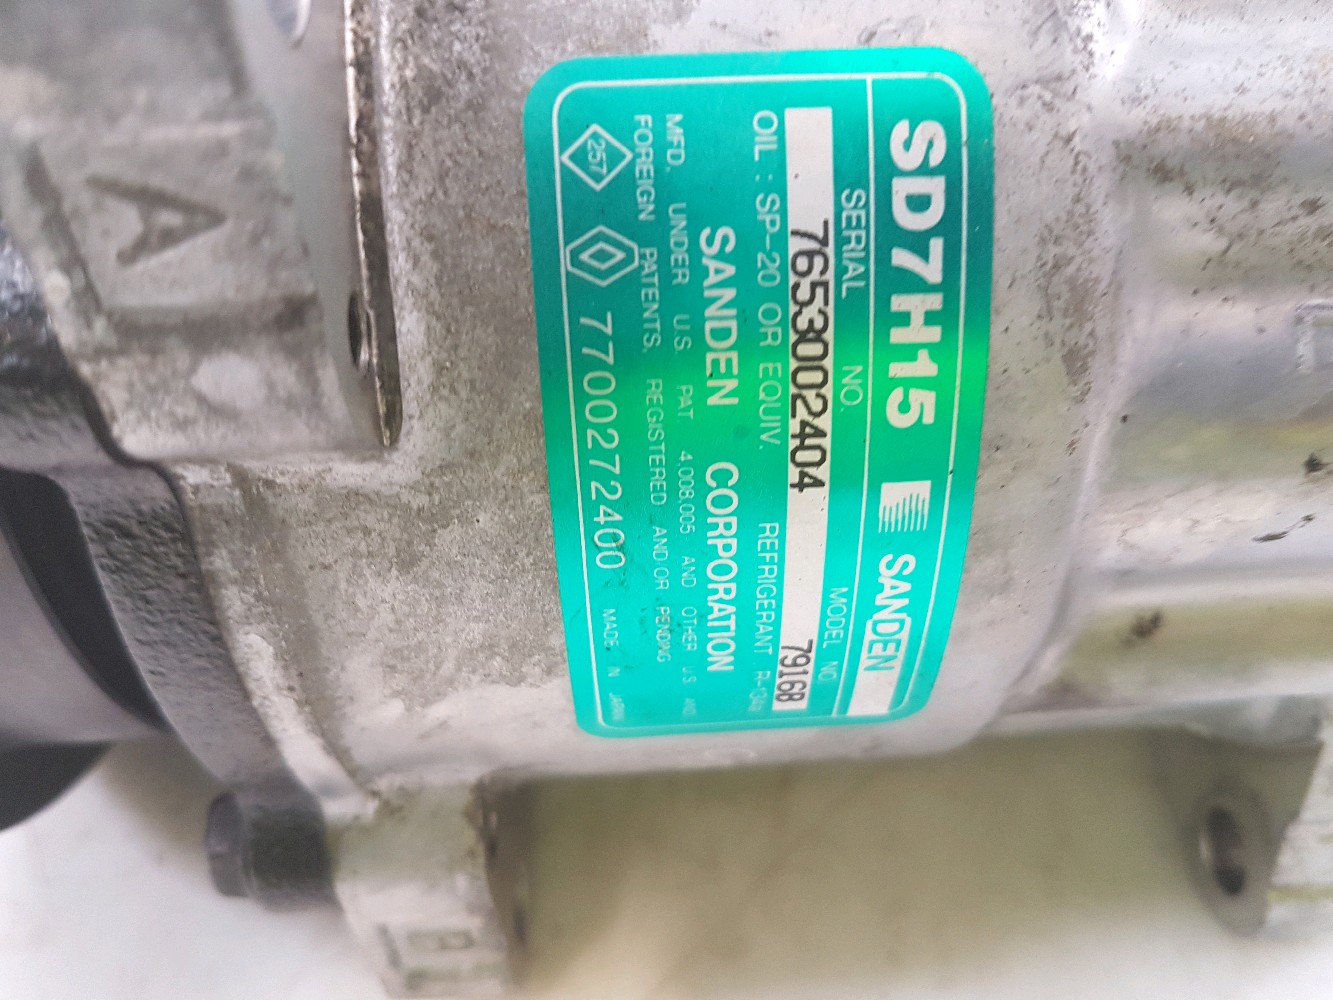 SD7H15 SANDEN
SERIAL NO. MODEL NO.
7653002404 7916B
OIL : SP-20 OR EQUIV. REFRIGERANT R-134a
SANDEN CORPORATION
MFD. UNDER U.S. PAT 4,008,005 AND OTHER U.S. AND
FOREIGN PATENTS, REGISTERED AND/OR PENDING
257 7700272400 MADE IN JAPAN
A
B